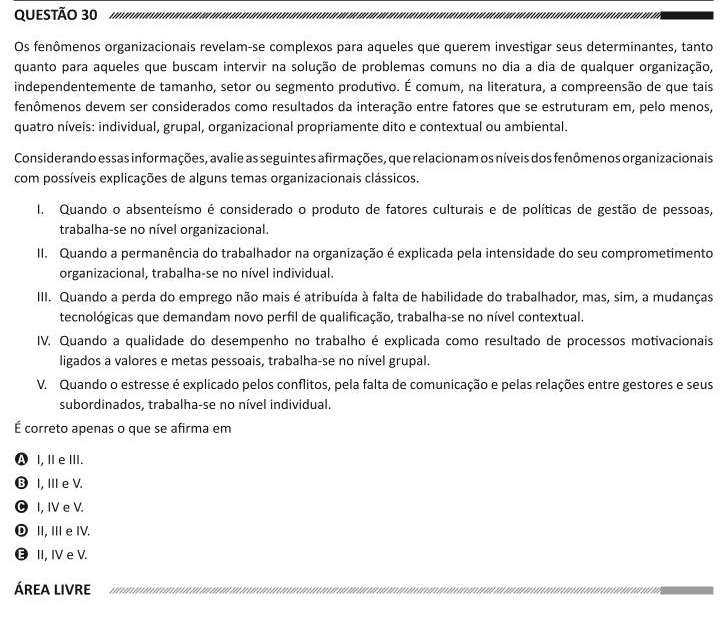 QUESTÃO 30
Os fenômenos organizacionais revelam-se complexos para aqueles que querem investigar seus determinantes, tanto
quanto para aqueles que buscam intervir na solução de problemas comuns no dia a dia de qualquer organização,
independentemente de tamanho, setor ou segmento produtivo. É comum, na literatura, a compreensão de que tais
fenômenos devem ser considerados como resultados da interação entre fatores que se estruturam em, pelo menos,
quatro níveis: individual, grupal, organizacional propriamente dito e contextual ou ambiental.
Considerando essas informações, avalie as seguintes afirmações, que relacionam os níveis dos fenômenos organizacionais
com possíveis explicações de alguns temas organizacionais clássicos.
I. Quando o absenteísmo é considerado o produto de fatores culturais e de políticas de gestão de pessoas,
trabalha-se no nível organizacional.
II. Quando a permanência do trabalhador na organização é explicada pela intensidade do seu comprometimento
organizacional, trabalha-se no nível individual.
III. Quando a perda do emprego não mais é atribuída à falta de habilidade do trabalhador, mas, sim, a mudanças
tecnológicas que demandam novo perfil de qualificação, trabalha-se no nível contextual.
IV. Quando a qualidade do desempenho no trabalho é explicada como resultado de processos motivacionais
ligados a valores e metas pessoais, trabalha-se no nível grupal.
V. Quando o estresse é explicado pelos conflitos, pela falta de comunicação e pelas relações entre gestores e seus
subordinados, trabalha-se no nível individual.
É correto apenas o que se afirma em
A I, II e III.
B I, III e V.
C I, IV e V.
D II, III e IV.
E II, IV e V.
ÁREA LIVRE